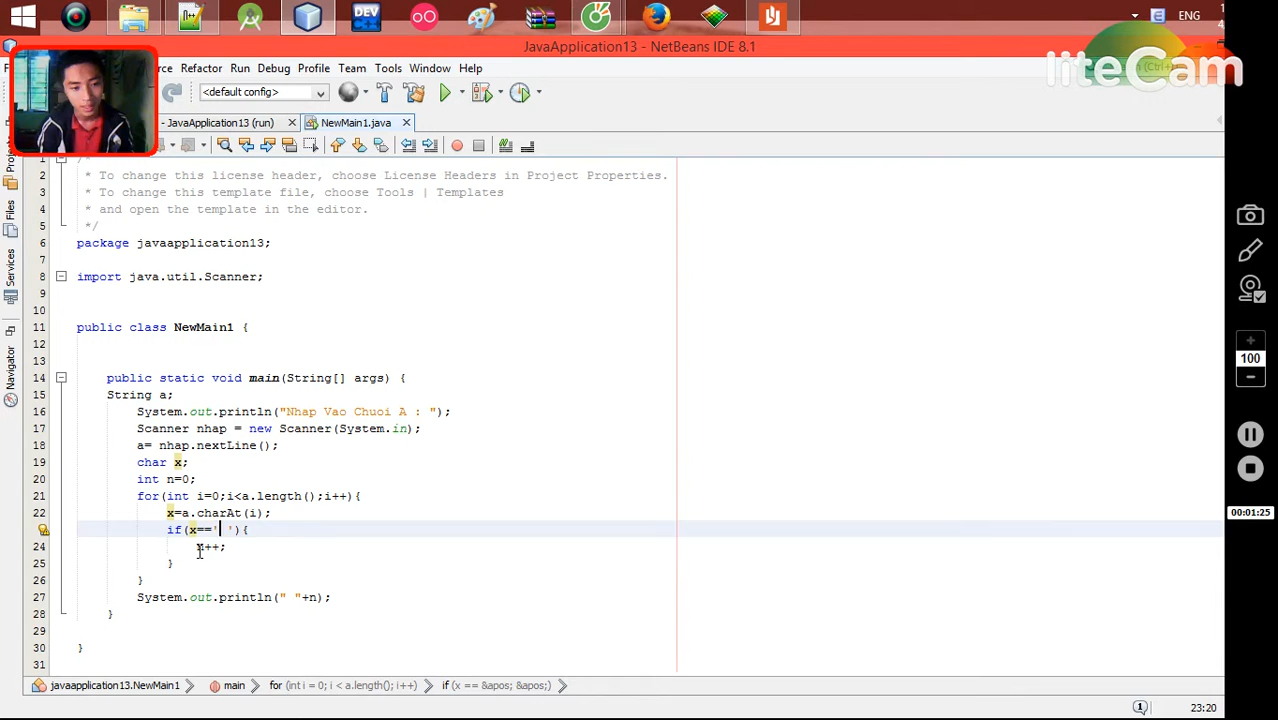 ENG
DEV
JavaApplication13 - NetBeans IDE 8.1
liteCam
Refactor Run Debug Profile Team Tools Window Help
<default config>
- JavaApplication13 (run) NewMain1.java
1 /*
2 * To change this license header, choose License Headers in Project Properties.
3 * To change this template file, choose Tools | Templates
4 * and open the template in the editor.
5 */
6 package javaapplication13;
8 import java.util.Scanner;
9
10
11 public class NewMain1 {
12
13
14 public static void main(String[] args) {
15 String a;
16 System.out.println("Nhap Vao Chuoi A : ");
17 Scanner nhap = new Scanner(System.in);
18 a= nhap.nextLine();
19 char x;
20 int n=0;
21 for(int i=0;i<a.length();i++){
22 x=a.charAt(i);
if(x==' '){
24 n++;
25 }
26 }
27 System.out.println(" "+n);
28 }
29
30 }
31
Files
Services
Navigator
100
00:01:25
javaapplication13.NewMain1 main for (int i = 0; i < a.length(); i++) if (x == &apos; &apos;)
1 23:20